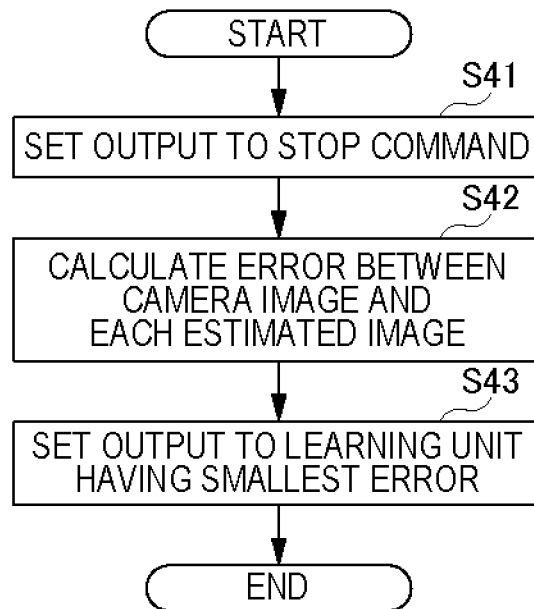 START
S41
SET OUTPUT TO STOP COMMAND
S42
CALCULATE ERROR BETWEEN
CAMERA IMAGE AND
EACH ESTIMATED IMAGE
S43
SET OUTPUT TO LEARNING UNIT
HAVING SMALLEST ERROR
END